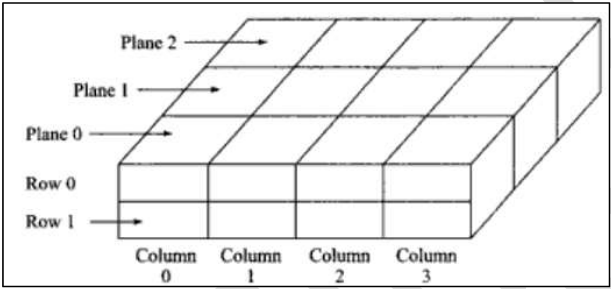 Plane 2
Plane 1
Plane 0
Row 0
Row 1
Column Column Column Column
0 1 2 3